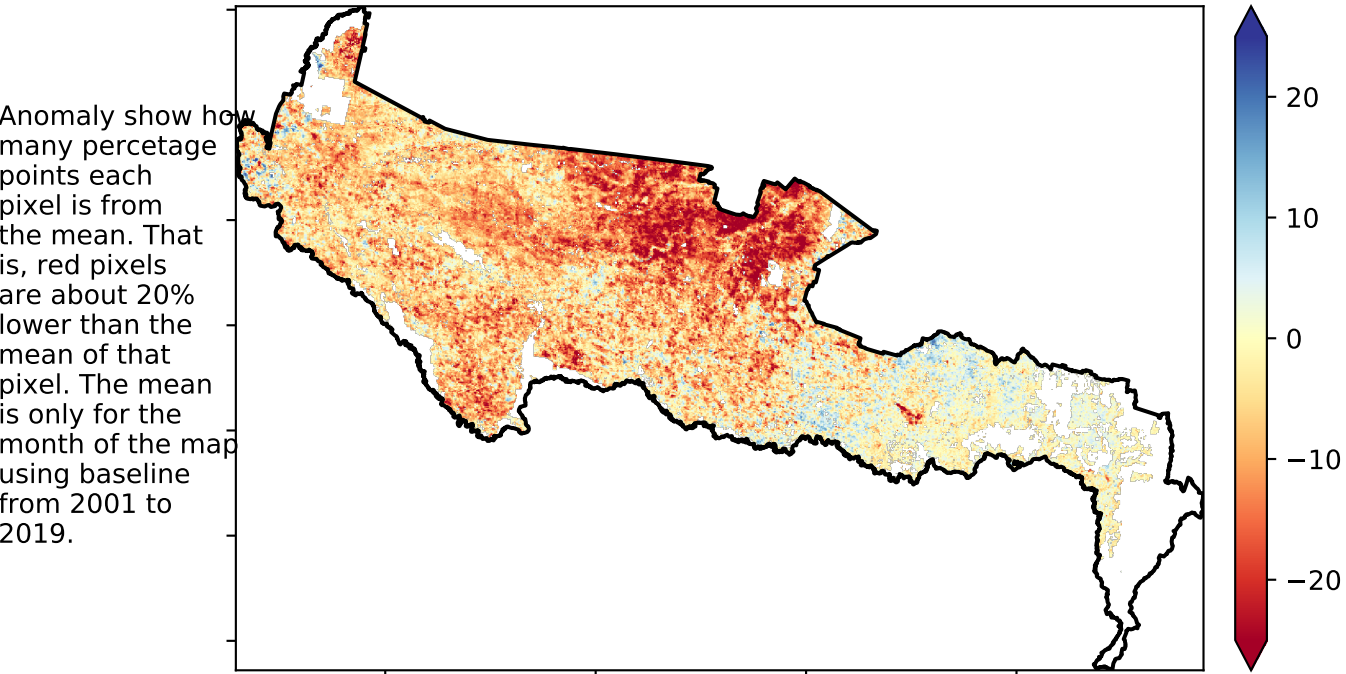 Anomaly show how
many percetage
points each
pixel is from
the mean. That
is, red pixels
are about 20%
lower than the
mean of that
pixel. The mean
is only for the
month of the map
using baseline
from 2001 to
2019.
20
10
0
−10
−20